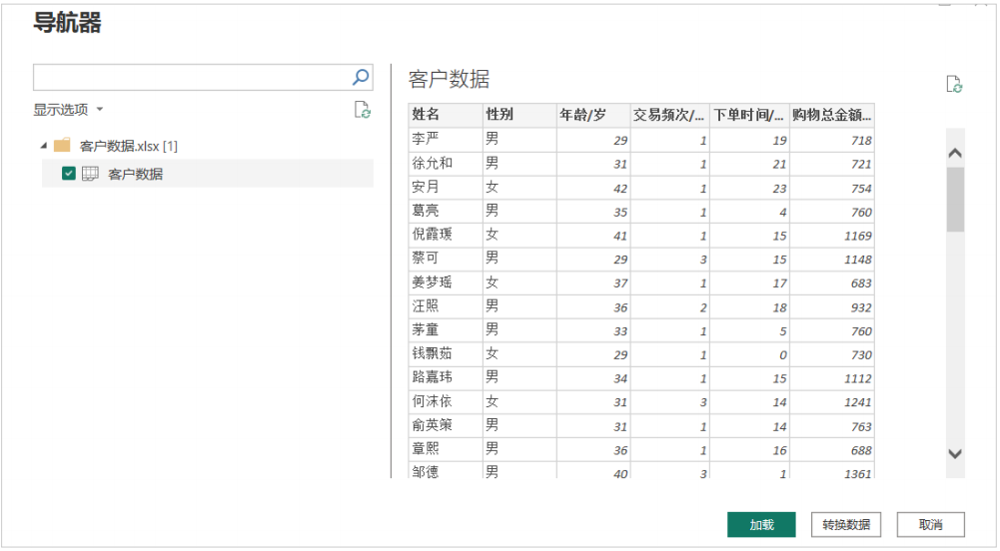 导航器
显示选项
客户数据.xlsx [1]
客户数据
客户数据
姓名 性别 年龄/岁 交易频次/... 下单时间/... 购物总金额...
李严 男 29 1 19 718
徐允和 男 31 1 21 721
安月 女 42 1 23 754
葛亮 男 35 1 4 760
倪霞瑗 女 41 1 15 1169
蔡可 男 29 3 15 1148
姜梦瑶 女 37 1 17 683
汪照 男 36 2 18 932
茅童 男 33 1 5 760
钱飘茹 女 29 1 0 730
路嘉玮 男 34 1 15 1112
何沫依 女 31 3 14 1241
俞英策 男 31 1 14 763
章熙 男 36 1 16 688
邹德 男 40 3 1 1361
加载 转换数据 取消